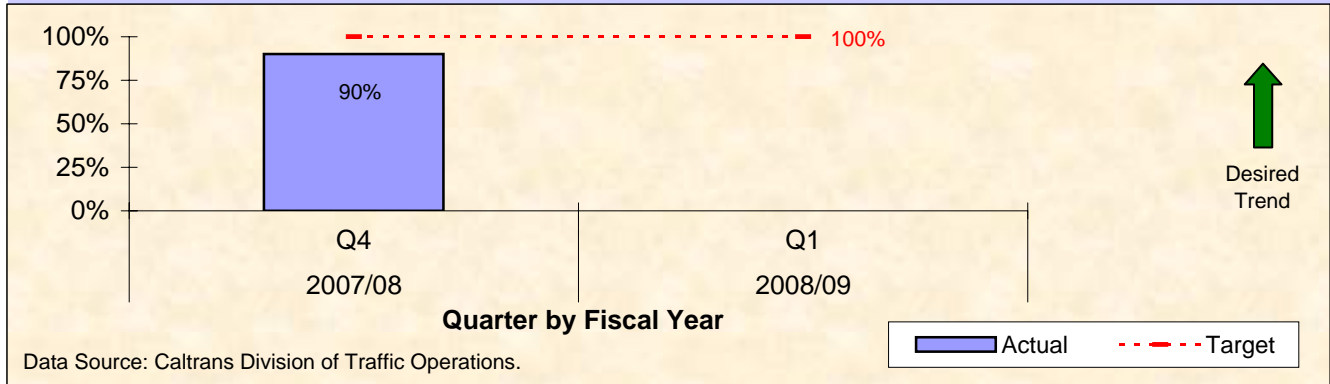 100%
75%
50%
25%
0%
90%
100%
Desired
Trend
Q4 Q1
2007/08 2008/09
Quarter by Fiscal Year
Actual Target
Data Source: Caltrans Division of Traffic Operations.